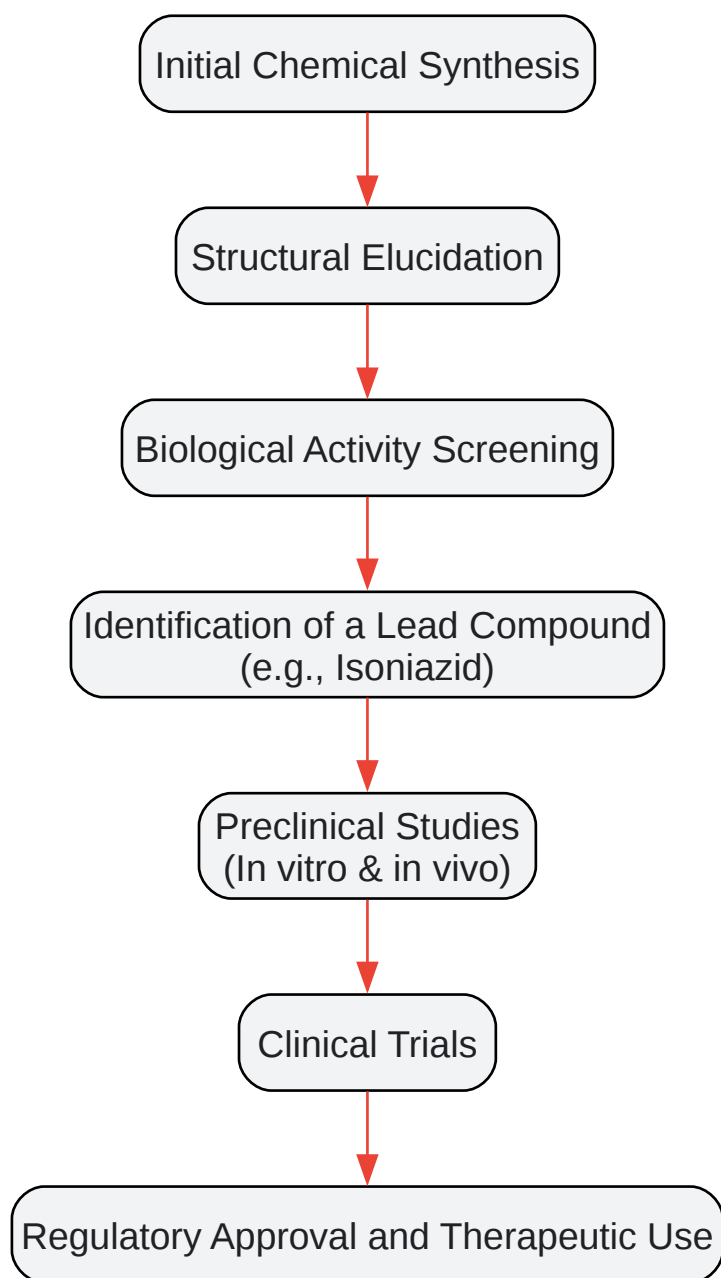 Initial Chemical Synthesis
Structural Elucidation
Biological Activity Screening
Identification of a Lead Compound
(e.g., Isoniazid)
Preclinical Studies
(In vitro & in vivo)
Clinical Trials
Regulatory Approval and Therapeutic Use